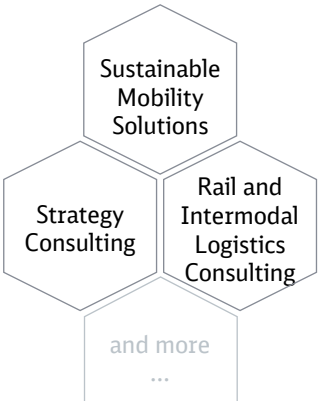 Sustainable
Mobility
Solutions
Strategy
Consulting
Rail and
Intermodal
Logistics
Consulting
and more
...